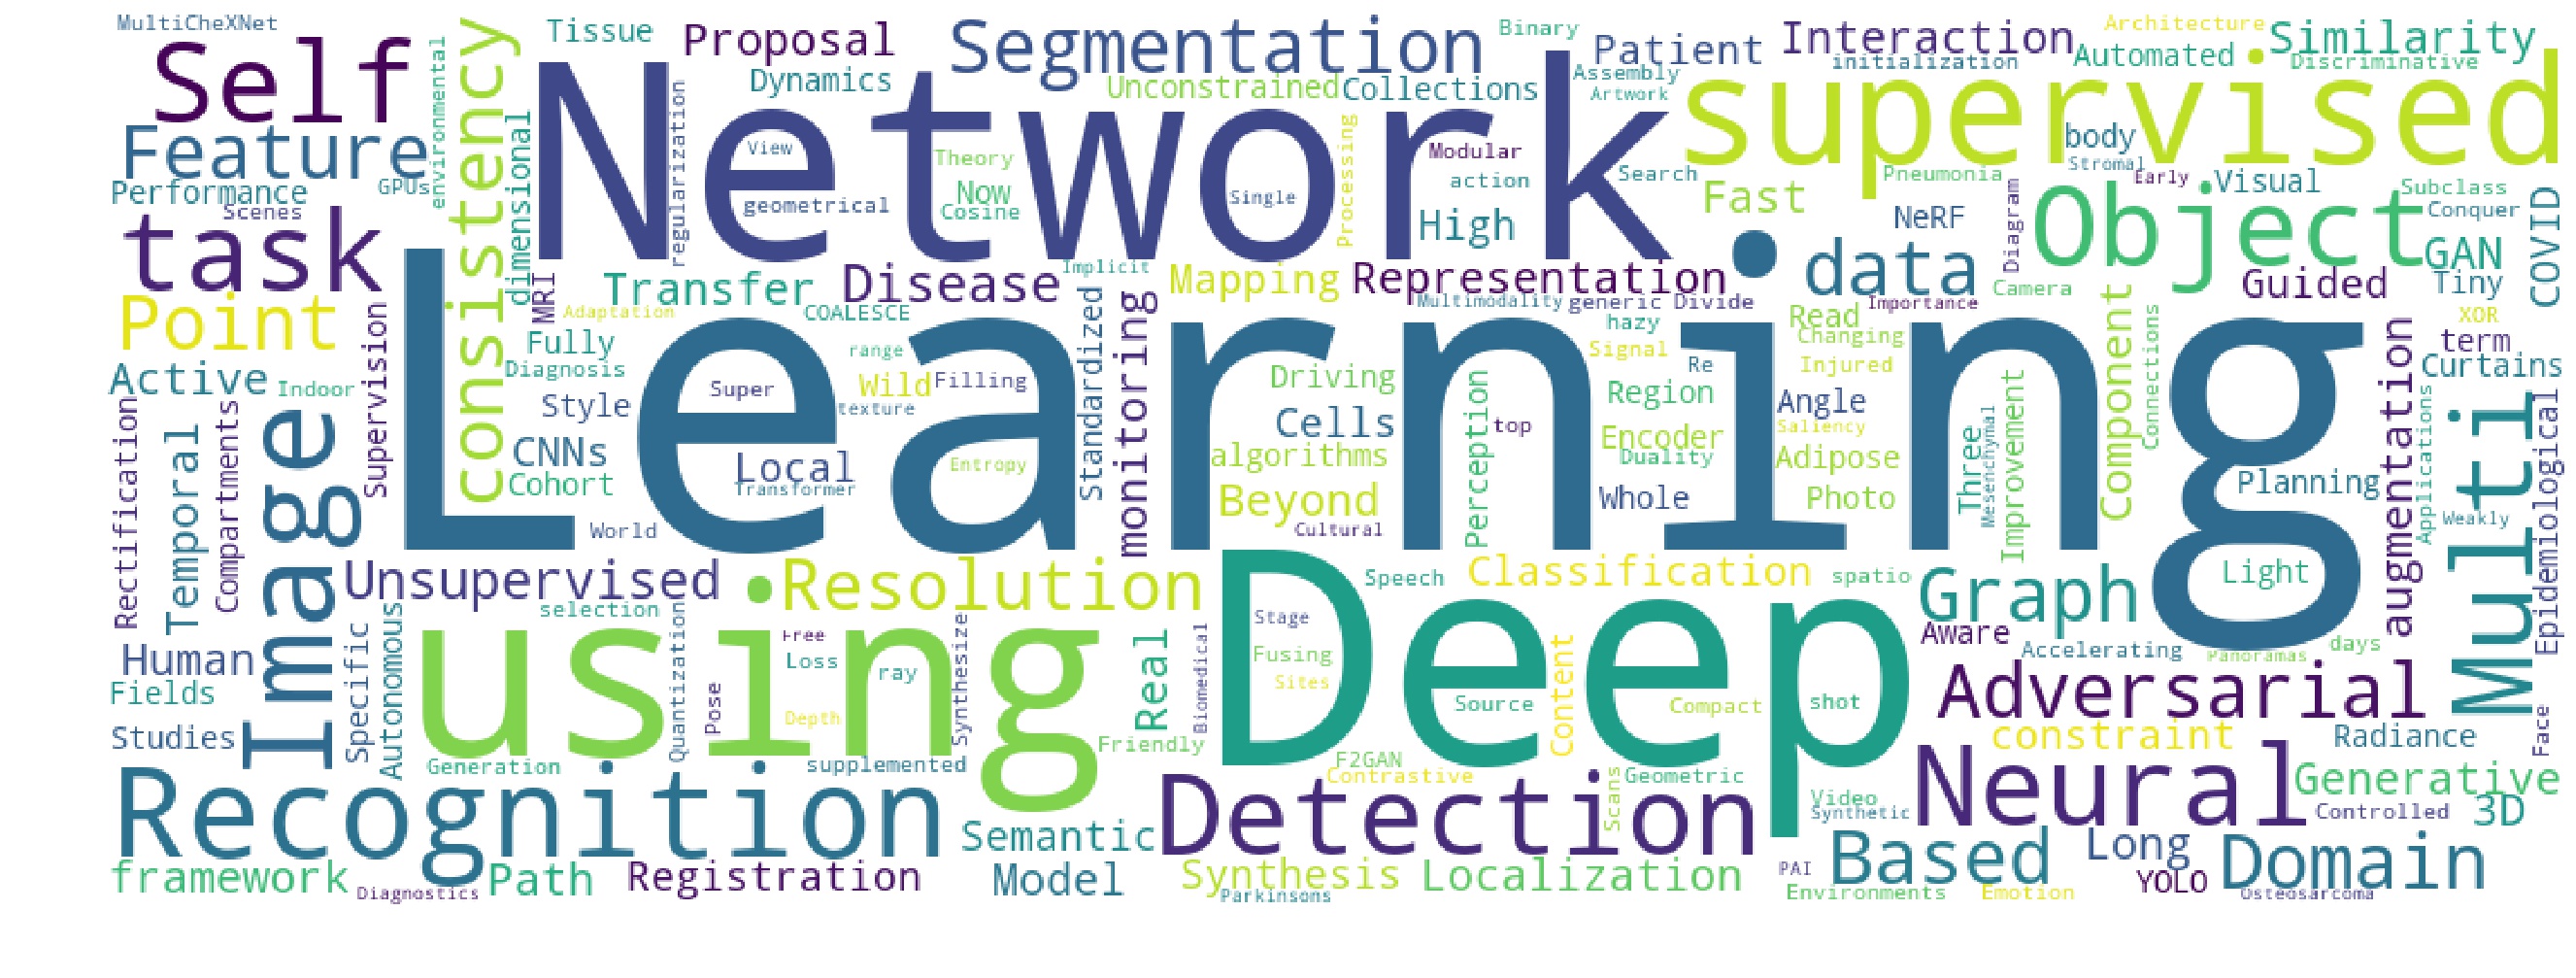 MultiCheXNet
Self
Feature
Performance
GPUs
Scenes
task
Point
Active
Indoor
environmental
consistency
dimensional
Tissue
Proposal
Dynamics
Segmentation
Unconstrained
Binary
Collections
Patient
Assembly
Artwork
Interaction
initialization
Architecture
Automated
Similarity
Discriminative
supervised
Network
regularization
View
geometrical
Theory
Now
Cosine
Single
Processing
Modular
action
Search
High
Fast
Pneumonia
body
Stromal
Early
Visual
Subclass
Conquer
NeRF
Diagram
Object
GAN
Tiny
COVID
data
Guided
Camera
XOR
term
Curtains
MRI
Transfer
Adaptation
Disease
COALESCE
Implicit
Mapping
Representation
Multimodality
generic
Divide
Importance
Learning
Supervision
Fully
Diagnosis
Style
CNNs
Cohort
range
Super
Wild
Filling
texture
Local
Transformer
Entropy
World
Standardized
monitoring
Driving
Cells
algorithms
Beyond
Cultural
Perception
top
hazy
Signal
Region
Encoder
Duality
Whole
Re
Read
Changing
Injured
Angle
Saliency
Adipose
Photo
Three
Mesenchymal
Improvement
Component
Connections
Planning
augmentation
Applications
Weakly
Multi
Epidemiological
Rectification
Temporal
Compartments
Image
Unsupervised
Resolution
Deep
Speech
Classification
spatio
Graph
Light
Aware
Accelerating
Panoramas
days
Human
Fields
Studies
Specific
Autonomous
using
selection
Quantization
Free
Loss
Pose
ray
Depth
Synthesize
Real
Biomedical
Friendly
Stage
Fusing
Sites
Source
Content
Compact
shot
Adversarial
constraint
Radiance
Face
Recognition
Generation
supplemented
Detection
F2GAN
Contrastive
Scans
Geometric
Video
Synthetic
Neural
Generative
Controlled
3D
framework
Diagnostics
Path
Registration
Semantic
Model
Synthesis
Parkinsons
Localization
PAI
Environments
Based
Emotion
Long
YOLO
Domain
Osteosarcoma